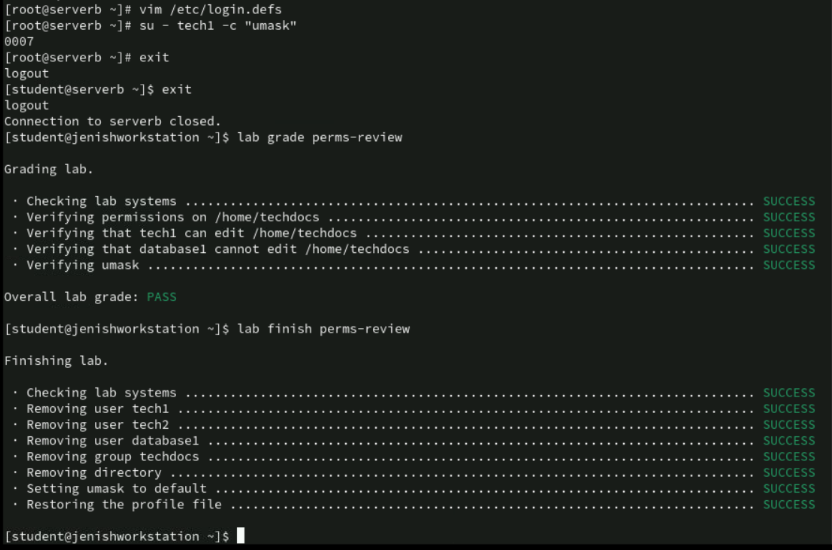 [root@serverb ~]# vim /etc/login.defs
[root@serverb ~]# su - tech1 -c "umask"
0007
[root@serverb ~]# exit
logout
[student@serverb ~]$ exit
logout
Connection to serverb closed.
[student@jenishworkstation ~]$ lab grade perms-review
Grading lab.
· Checking lab systems ............................................................................ SUCCESS
· Verifying permissions on /home/techdocs ......................................................... SUCCESS
· Verifying that tech1 can edit /home/techdocs .................................................... SUCCESS
· Verifying that database1 cannot edit /home/techdocs ............................................. SUCCESS
· Verifying umask ................................................................................. SUCCESS
Overall lab grade: PASS
[student@jenishworkstation ~]$ lab finish perms-review
Finishing lab.
· Checking lab systems ............................................................................ SUCCESS
· Removing user tech1 ............................................................................. SUCCESS
· Removing user tech2 ............................................................................. SUCCESS
· Removing user database1 ......................................................................... SUCCESS
· Removing group techdocs ......................................................................... SUCCESS
· Removing directory .............................................................................. SUCCESS
· Setting umask to default ........................................................................ SUCCESS
· Restoring the profile file ...................................................................... SUCCESS
[student@jenishworkstation ~]$